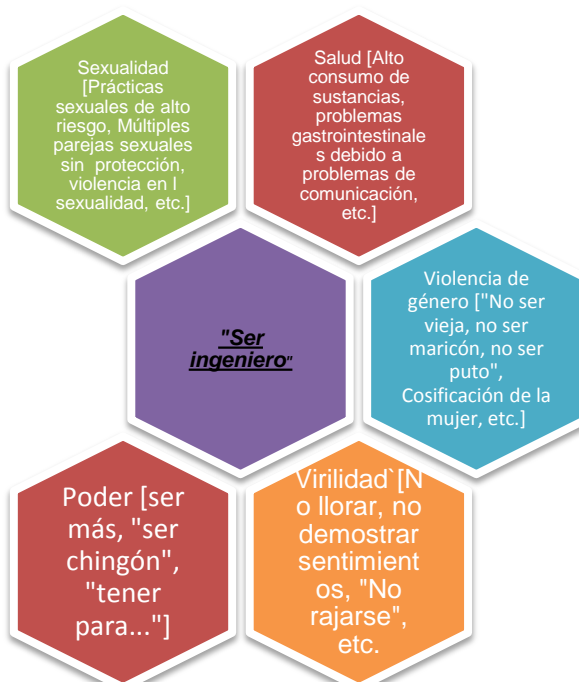 Sexualidad
[Prácticas
sexuales de alto
riesgo, Múltiples
parejas sexuales
sin protección,
violencia en l
sexualidad, etc.]
Salud [Alto
consumo de
sustancias,
problemas
gastrointestinale
s debido a
problemas de
comunicación,
etc.]
"Ser
ingeniero"
Violencia de
género ["No ser
vieja, no ser
maricón, no ser
puto",
Cosificación de la
mujer, etc.]
Poder [ser
más, "ser
chingón",
"tener
para..."]
Virilidad`[N
o llorar, no
demostrar
sentimient
os, "No
rajarse",
etc.